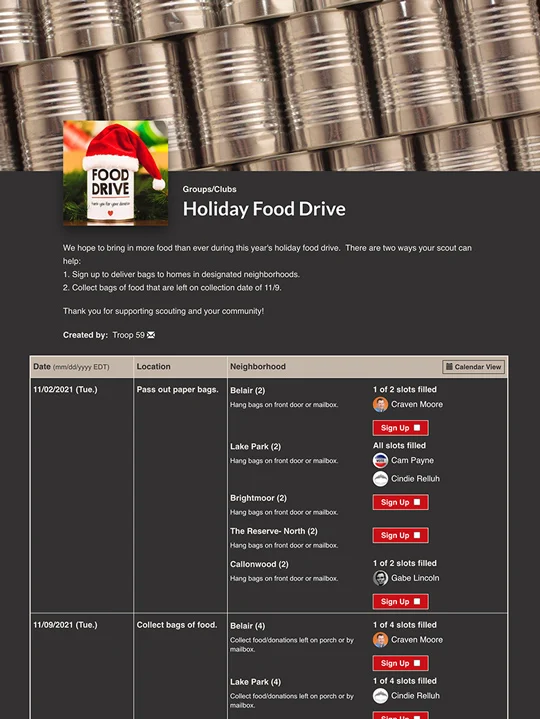 FOOD
DRIVE
Groups/Clubs
Holiday Food Drive
We hope to bring in more food than ever during this year's holiday food drive.  There are two ways your scout can
help:
1. Sign up to deliver bags to homes in designated neighborhoods.
2. Collect bags of food that are left on collection date of 11/9.
Thank you for supporting scouting and your community!
Created by: Troop 59
Date (mm/dd/yyyy EDT) Location Neighborhood Calendar View
11/02/2021 (Tue.) Pass out paper bags. Belair (2) 1 of 2 slots filled
Hang bags on front door or mailbox. Craven Moore
Sign Up
Lake Park (2) All slots filled
Hang bags on front door or mailbox. Cam Payne
Cindie Relluh
Brightmoor (2) Sign Up
Hang bags on front door or mailbox.
The Reserve- North (2) Sign Up
Hang bags on front door or mailbox.
Callonwood (2) 1 of 2 slots filled
Hang bags on front door or mailbox. Gabe Lincoln
Sign Up
11/09/2021 (Tue.) Collect bags of food. Belair (4) 1 of 4 slots filled
Collect food/donations left on porch or by Craven Moore
mailbox.
Sign Up
Lake Park (4) 1 of 4 slots filled
Collect food/donations left on porch or by Cindie Relluh
mailbox.
Sign Up